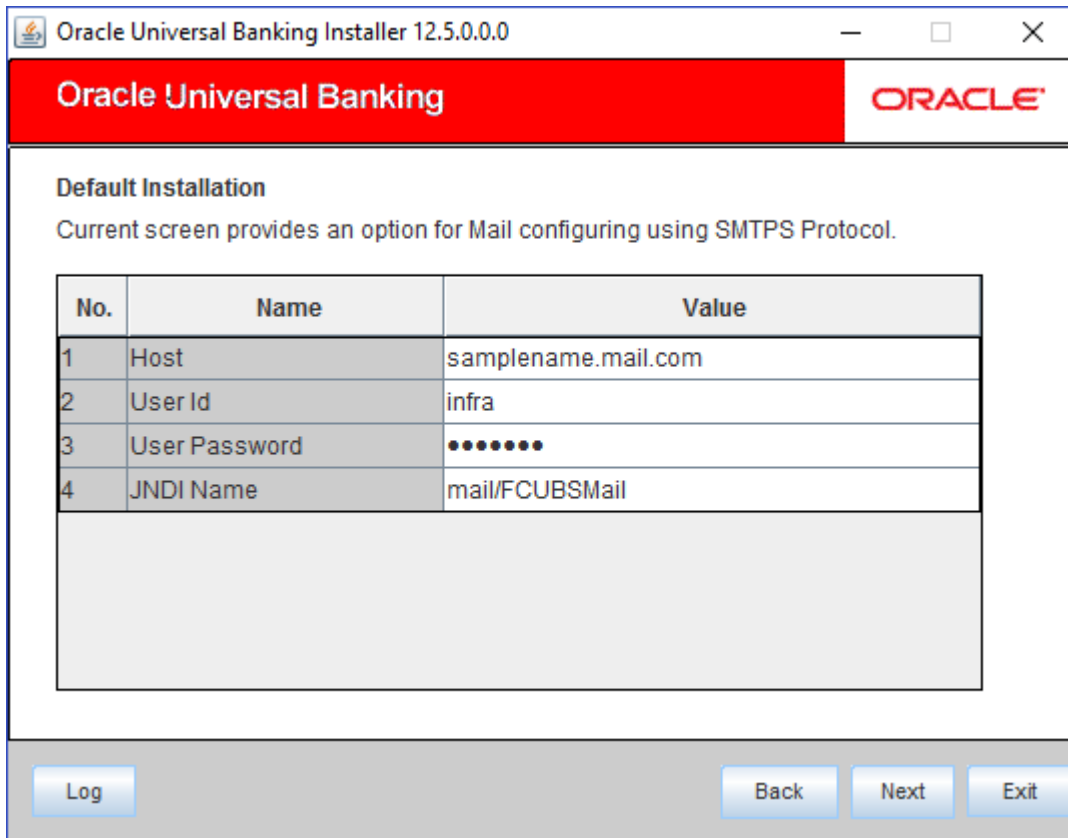 Oracle Universal Banking Installer 12.5.0.0.0
Oracle Universal Banking
ORACLE
Default Installation
Current screen provides an option for Mail configuring using SMTPS Protocol.
No. Name Value
1 Host samplename.mail.com
2 User Id infra
3 User Password •••••••
4 JNDI Name mail/FCUBSMail
Log Back Next Exit